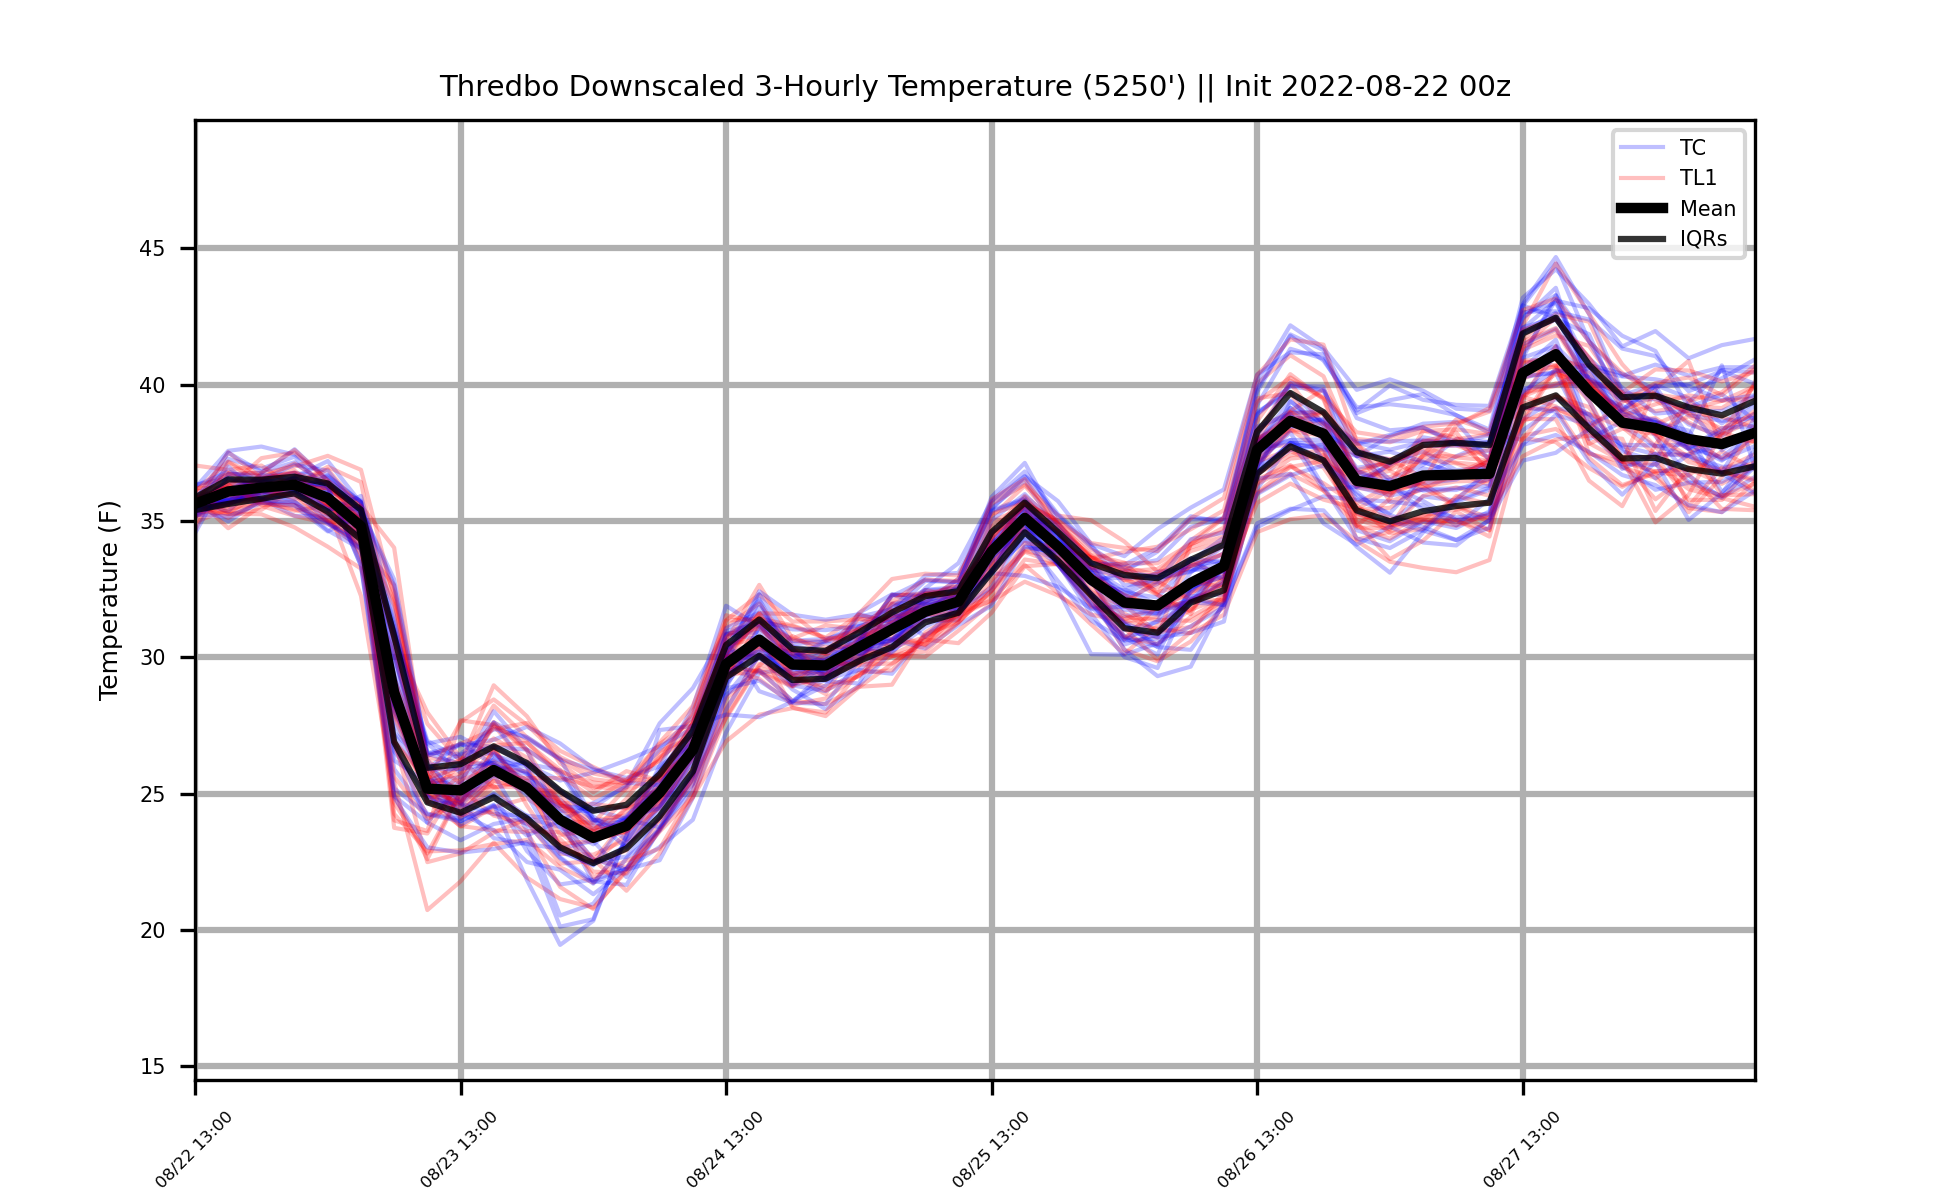 Thredbo Downscaled 3-Hourly Temperature (5250') || Init 2022-08-22 00z
TC
TL1
Mean
IQRs
Temperature (F)
45
40
35
30
25
20
15
08/22 13:00
08/23 13:00
08/24 13:00
08/25 13:00
08/26 13:00
08/27 13:00